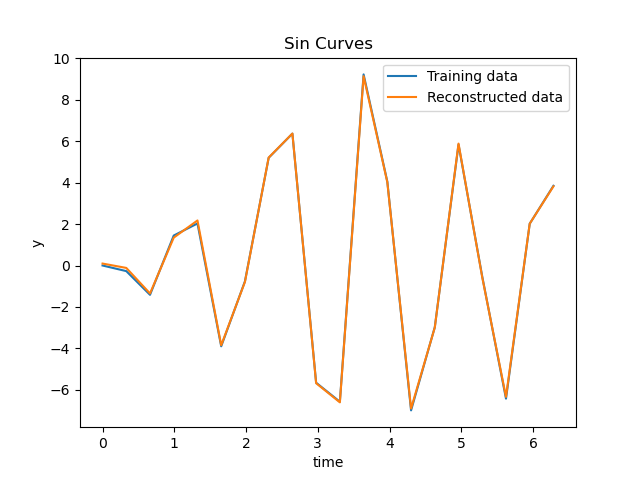 Sin Curves
Training data
Reconstructed data
10
8
6
4
2
0
−2
−4
−6
y
0 1 2 3 4 5 6
time